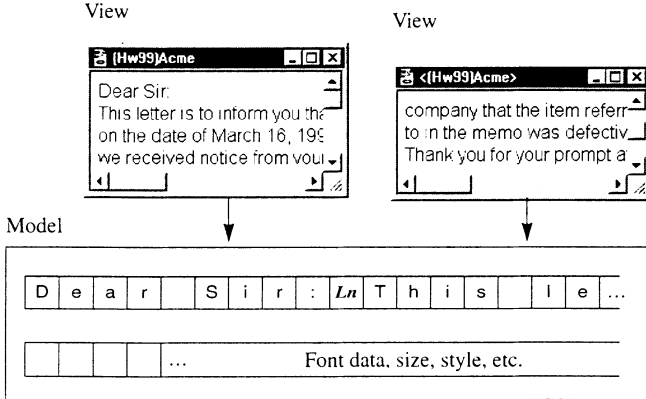 View
(Hw99)Acme
Dear Sir:
This letter is to inform you tha
on the date of March 16, 199
we received notice from your
View
<(Hw99)Acme>
company that the item referr
to in the memo was defectiv
Thank you for your prompt a
Model
D e a r S i r : Ln T h i s l e ...
... Font data, size, style, etc.